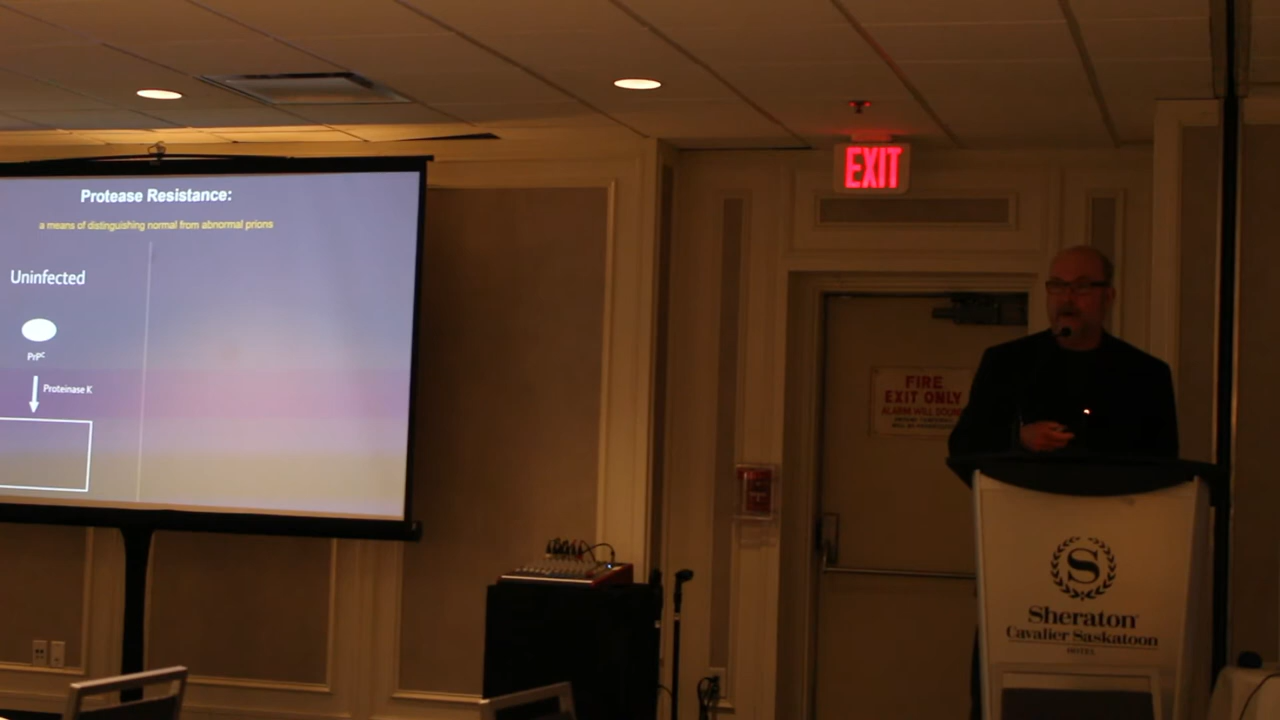 Protease Resistance:
a means of distinguishing normal from abnormal prions
Uninfected
PrPᶜ
Proteinase K
EXIT
FIRE
EXIT ONLY
ALARM WILL SOUND
S
Sheraton
Cavalier Saskatoon
HOTEL